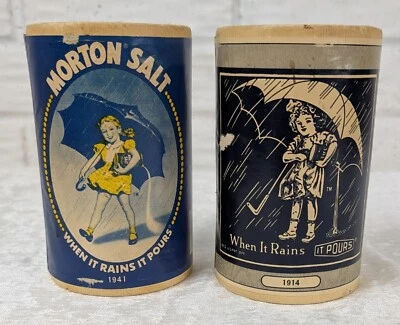 MORTON SALT
WHEN IT RAINS IT POURS
1941
When It Rains IT POURS
1914